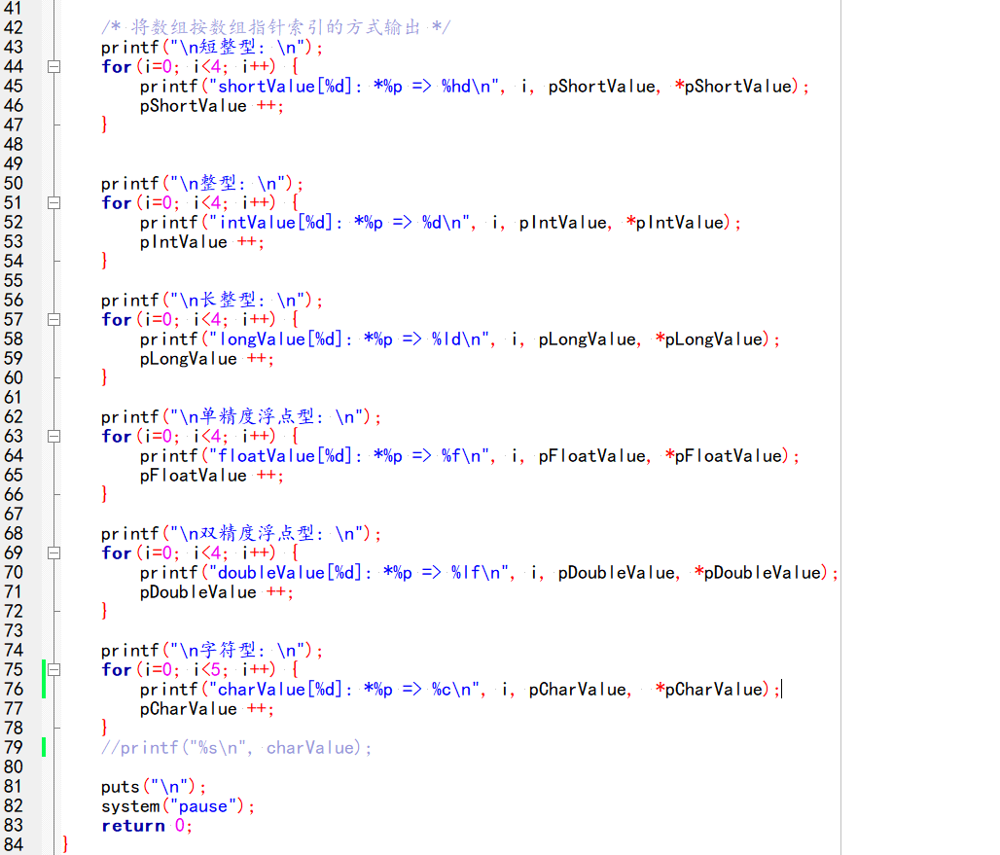 41
42 /* 将数组按数组指针索引的方式输出 */
43 printf("\n短整型: \n");
44 for(i=0; i<4; i++) {
45 printf("shortValue[%d]: *%p => %hd\n", i, pShortValue, *pShortValue);
46 pShortValue ++;
47 }
48
49
50 printf("\n整型: \n");
51 for(i=0; i<4; i++) {
52 printf("intValue[%d]: *%p => %d\n", i, pIntValue, *pIntValue);
53 pIntValue ++;
54 }
55
56 printf("\n长整型: \n");
57 for(i=0; i<4; i++) {
58 printf("longValue[%d]: *%p => %ld\n", i, pLongValue, *pLongValue);
59 pLongValue ++;
60 }
61
62 printf("\n单精度浮点型: \n");
63 for(i=0; i<4; i++) {
64 printf("floatValue[%d]: *%p => %f\n", i, pFloatValue, *pFloatValue);
65 pFloatValue ++;
66 }
67
68 printf("\n双精度浮点型: \n");
69 for(i=0; i<4; i++) {
70 printf("doubleValue[%d]: *%p => %lf\n", i, pDoubleValue, *pDoubleValue);
71 pDoubleValue ++;
72 }
73
74 printf("\n字符型: \n");
75 for(i=0; i<5; i++) {
76 printf("charValue[%d]: *%p => %c\n", i, pCharValue,  *pCharValue);
77 pCharValue ++;
78 }
79 //printf("%s\n", charValue);
80
81 puts("\n");
82 system("pause");
83 return 0;
84 }